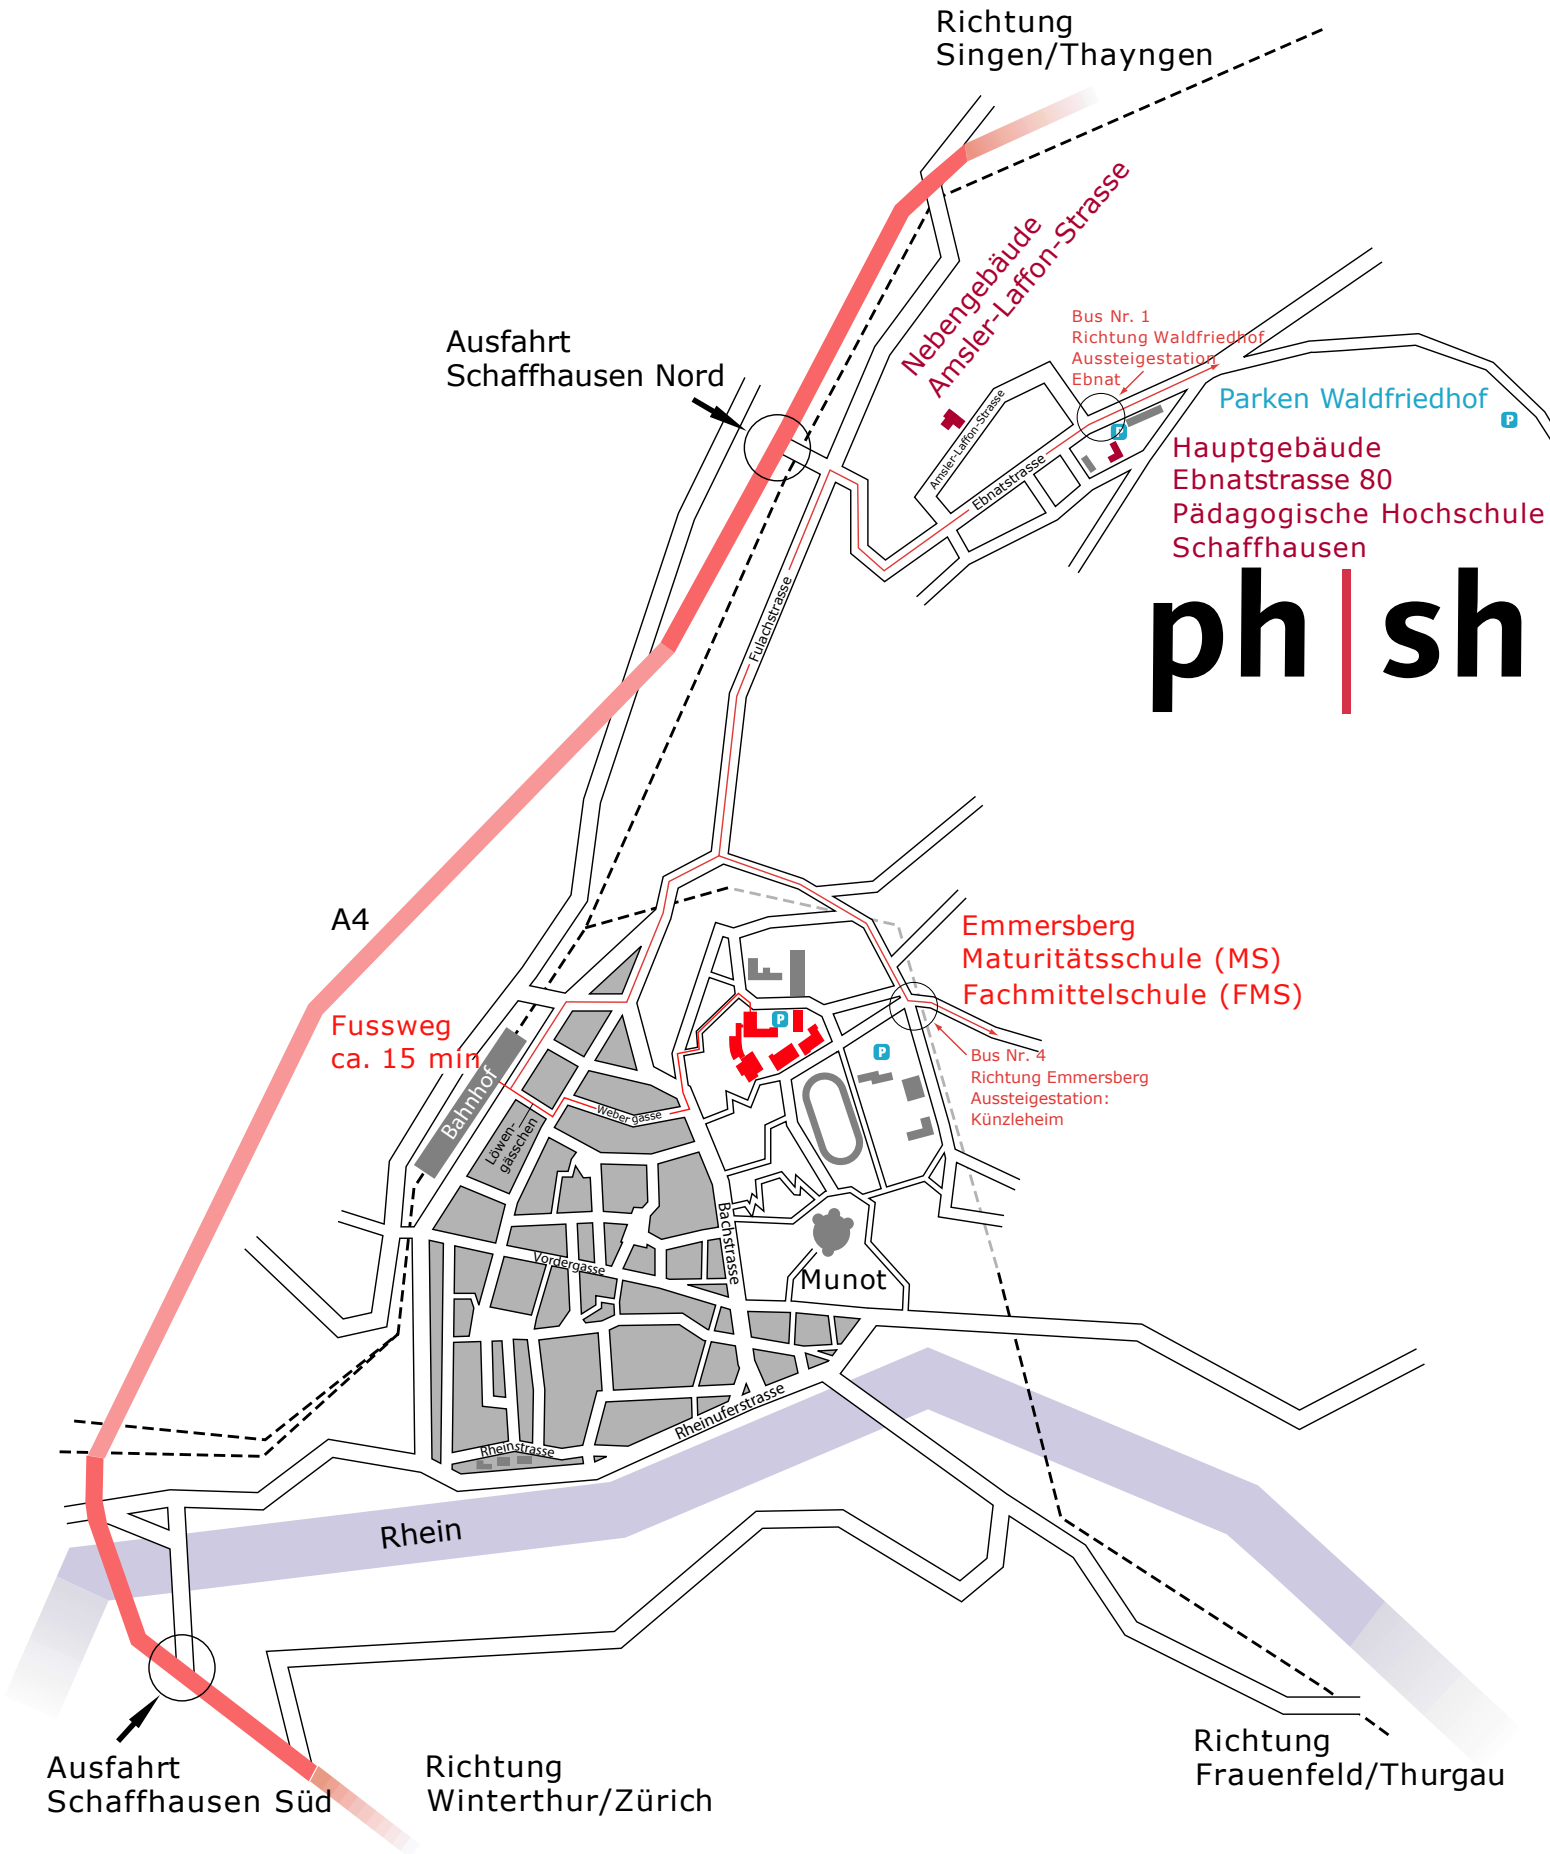 Richtung
Singen/Thayngen
Nebengebäude
Amsler-Laffon-Strasse
Bus Nr. 1
Richtung Waldfriedhof
Aussteigestation
Ebnat
Ausfahrt
Schaffhausen Nord
Parken Waldfriedhof
P
P
Amsler-Laffon-Strasse
Ebnatstrasse
Hauptgebäude
Ebnatstrasse 80
Pädagogische Hochschule
Schaffhausen
ph|sh
Fulachstrasse
A4
Emmersberg
Maturitätsschule (MS)
Fachmittelschule (FMS)
Fussweg
ca. 15 min
P
P
Bus Nr. 4
Richtung Emmersberg
Aussteigestation:
Künzleheim
Bahnhof
Löwen-
gässchen
Webergasse
Bachstrasse
Vordergasse
Munot
Rheinuferstrasse
Rheinstrasse
Rhein
Ausfahrt
Schaffhausen Süd
Richtung
Winterthur/Zürich
Richtung
Frauenfeld/Thurgau